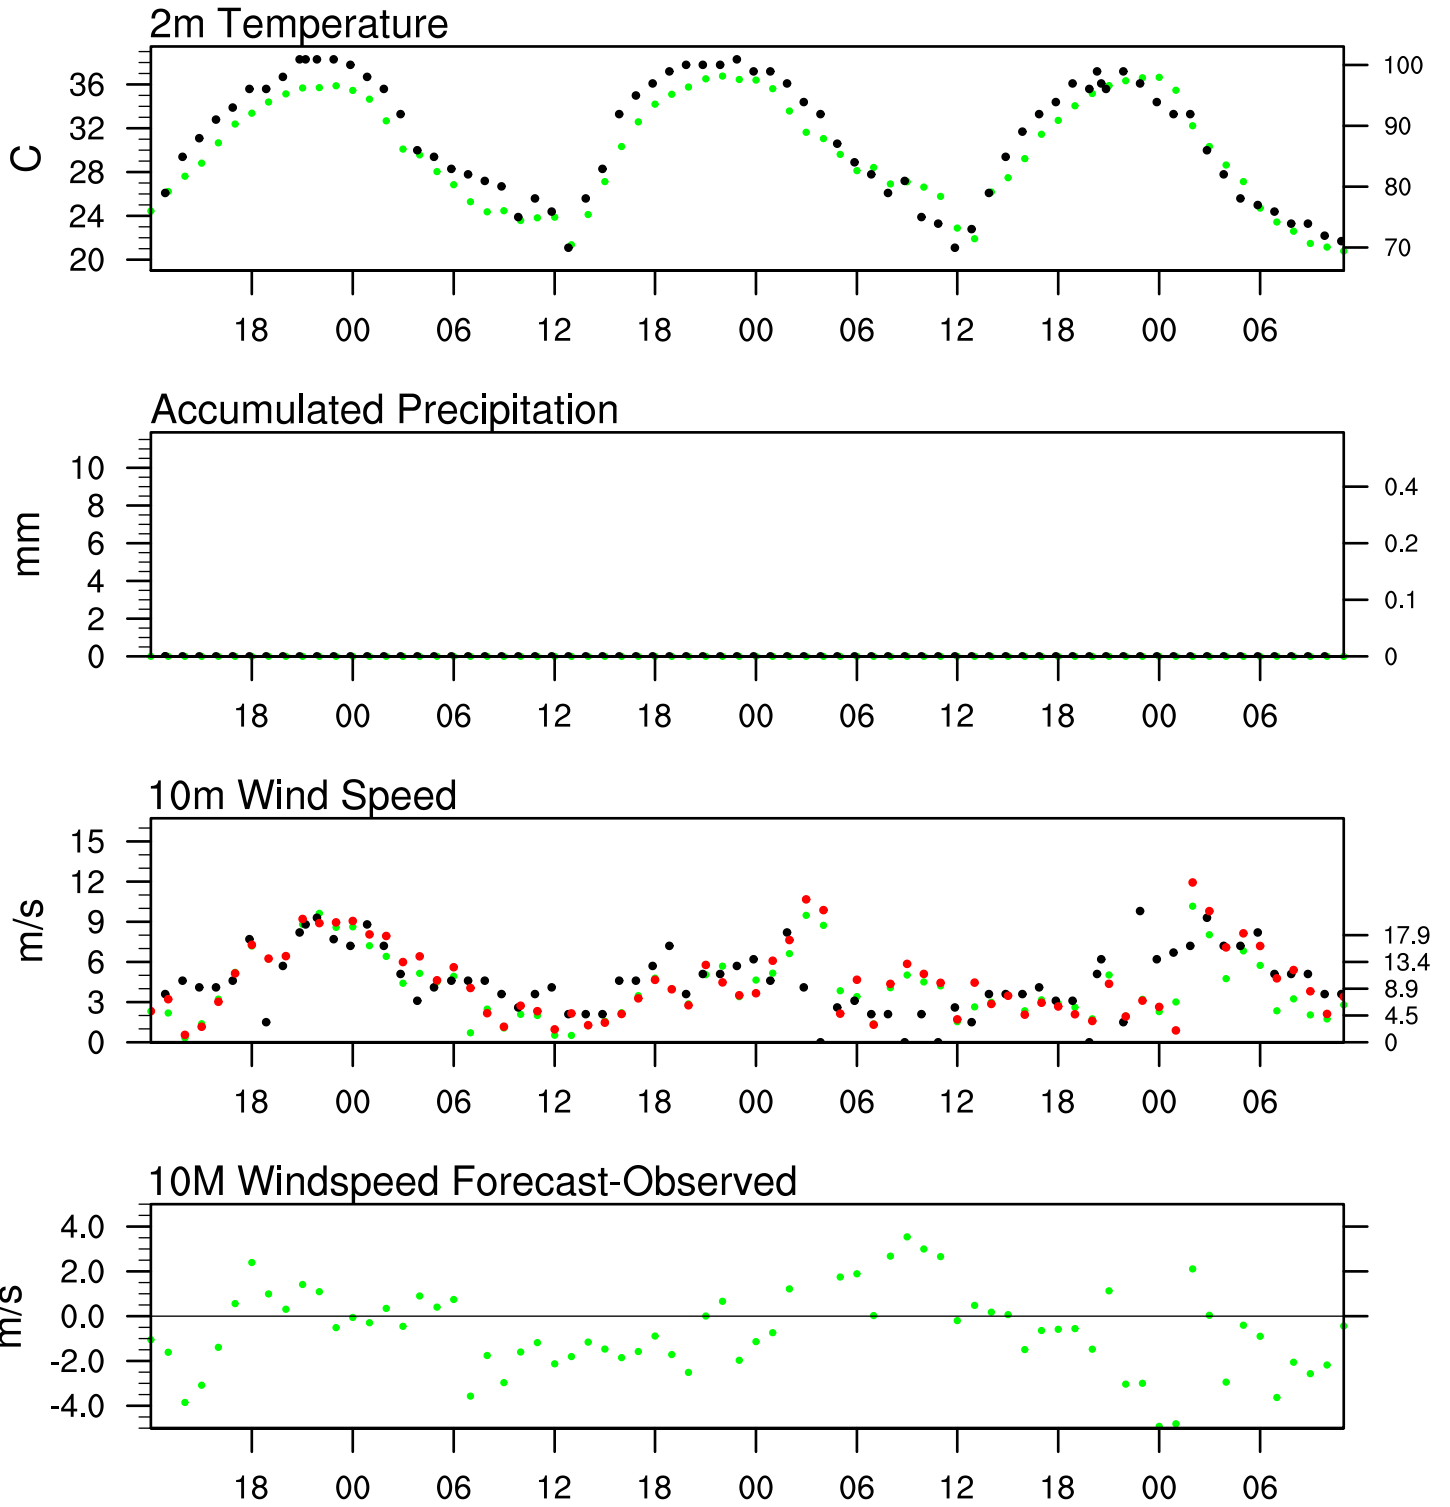 2m Temperature
36
32
28
24
20
C
100
90
80
70
18 00 06 12 18 00 06 12 18 00 06
Accumulated Precipitation
10
8
6
4
2
0
mm
0.4
0.2
0.1
0
18 00 06 12 18 00 06 12 18 00 06
10m Wind Speed
15
12
9
6
3
0
m/s
17.9
13.4
8.9
4.5
0
18 00 06 12 18 00 06 12 18 00 06
10M Windspeed Forecast-Observed
4.0
2.0
0.0
-2.0
-4.0
m/s
18 00 06 12 18 00 06 12 18 00 06